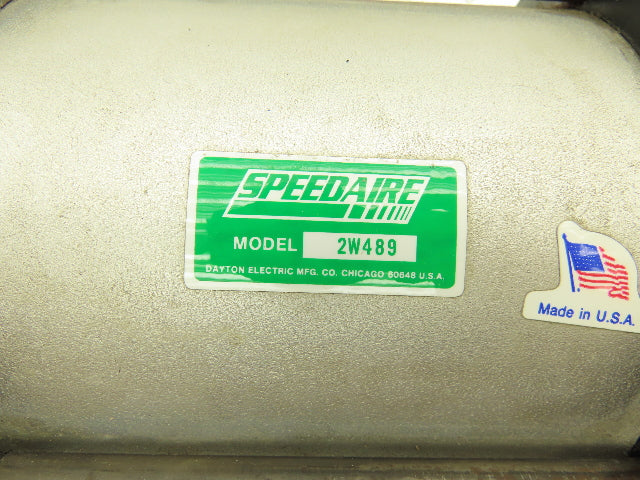 SPEEDAIRE
MODEL 2W489
DAYTON ELECTRIC MFG. CO. CHICAGO 60648 U.S.A.
Made in U.S.A.